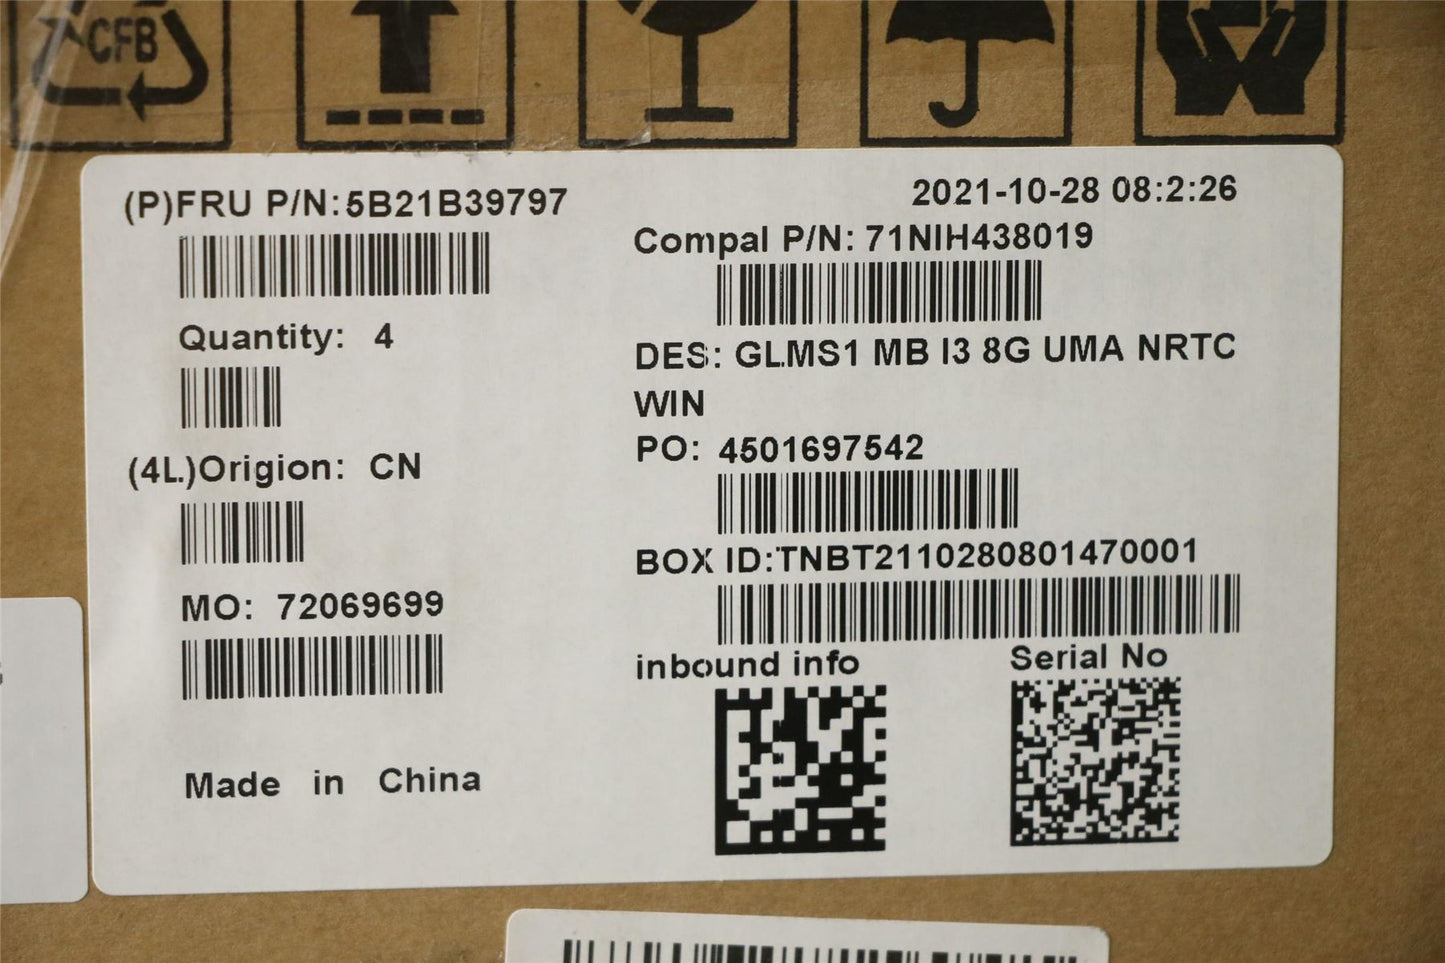 CFB
(P)FRU P/N:5B21B39797
2021-10-28 08:2:26
Compal P/N: 71NIH438019
Quantity: 4
DES: GLMS1 MB I3 8G UMA NRTC
WIN
(4L)Origion: CN
PO: 4501697542
BOX ID:TNBT2110280801470001
MO: 72069699
inbound info
Serial No
Made in China